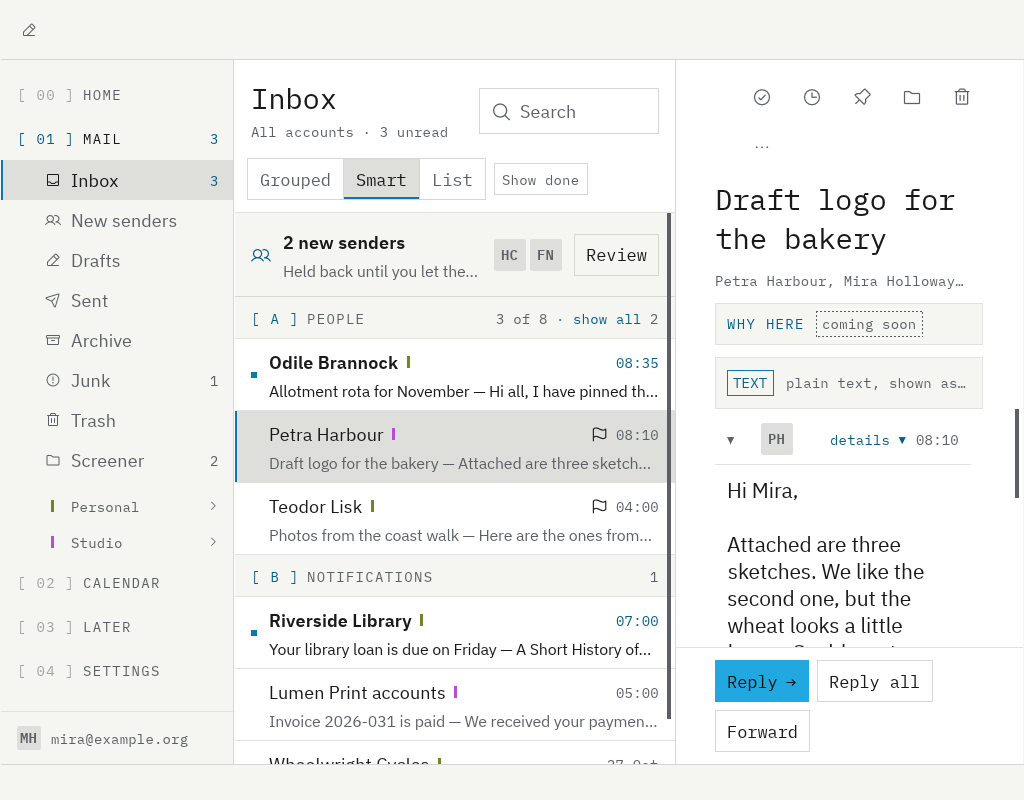 [ 00 ] HOME
[ 01 ] MAIL 3
Inbox 3
New senders
Drafts
Sent
Archive
Junk 1
Trash
Screener 2
Personal
Studio
[ 02 ] CALENDAR
[ 03 ] LATER
[ 04 ] SETTINGS
MH mira@example.org
Inbox
All accounts · 3 unread
Search
Grouped Smart List Show done
2 new senders
Held back until you let the…
HC FN Review
[ A ] PEOPLE 3 of 8 · show all 2
Odile Brannock 08:35
Allotment rota for November — Hi all, I have pinned th…
Petra Harbour 08:10
Draft logo for the bakery — Attached are three sketch…
Teodor Lisk 04:00
Photos from the coast walk — Here are the ones from…
[ B ] NOTIFICATIONS 1
Riverside Library 07:00
Your library loan is due on Friday — A Short History of…
Lumen Print accounts 05:00
Invoice 2026-031 is paid — We received your paymen…
Wheelwright Cycles 27 Oct
…
Draft logo for
the bakery
Petra Harbour, Mira Holloway…
WHY HERE coming soon
TEXT plain text, shown as…
▼ PH details ▼ 08:10
Hi Mira,
Attached are three
sketches. We like the
second one, but the
wheat looks a little
Reply →
Reply all
Forward